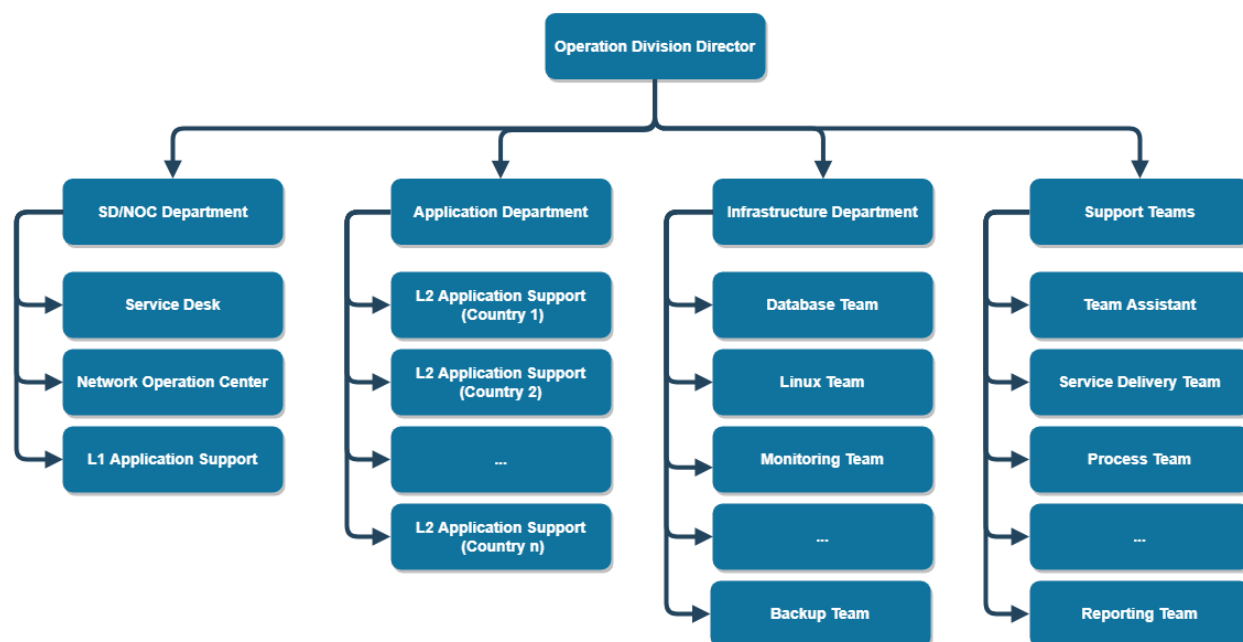 Operation Division Director
SD/NOC Department
Application Department
Infrastructure Department
Support Teams
Service Desk
L2 Application Support
(Country 1)
Database Team
Team Assistant
Network Operation Center
L2 Application Support
(Country 2)
Linux Team
Service Delivery Team
L1 Application Support
...
Monitoring Team
Process Team
L2 Application Support
(Country n)
...
...
Backup Team
Reporting Team